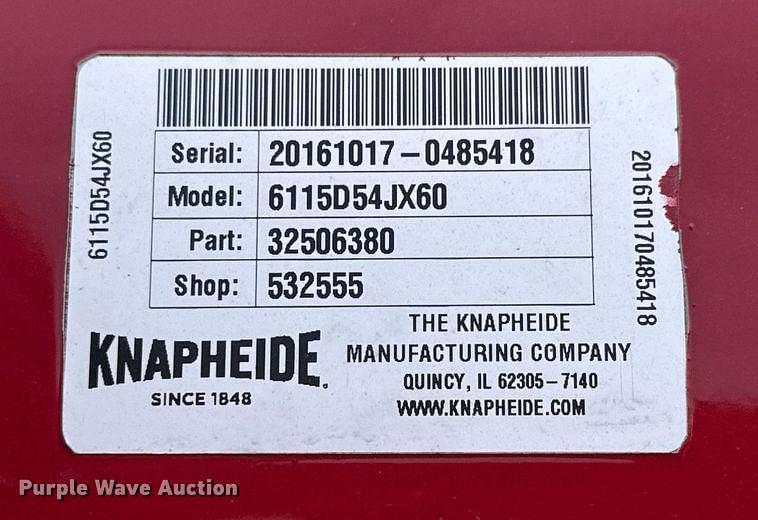 6115D54JX60
Serial: 20161017-0485418
Model: 6115D54JX60
Part: 32506380
Shop: 532555
201610170485418
KNAPHEIDE.
SINCE 1848
THE KNAPHEIDE
MANUFACTURING COMPANY
QUINCY, IL 62305-7140
WWW.KNAPHEIDE.COM
Purple Wave Auction